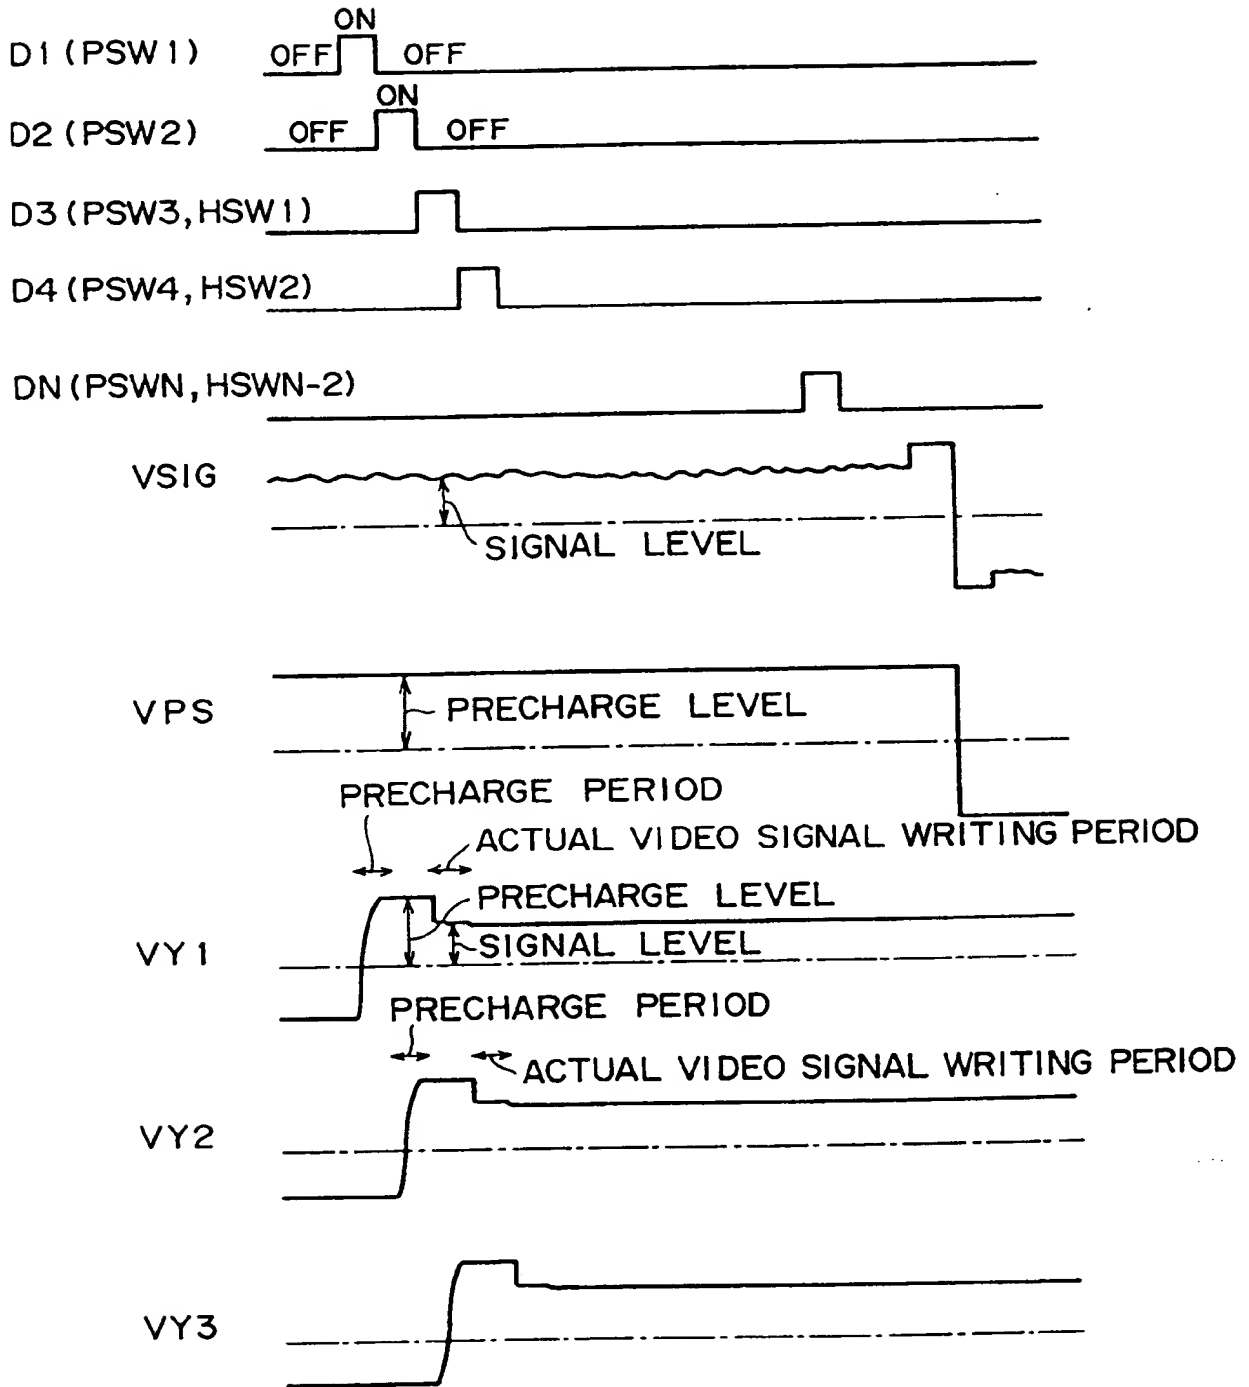 ON
D1 (PSW1) OFF OFF
ON
D2 (PSW2) OFF OFF
D3 (PSW3, HSW1)
D4 (PSW4, HSW2)
DN (PSWN, HSWN-2)
VSIG
SIGNAL LEVEL
VPS PRECHARGE LEVEL
PRECHARGE PERIOD
ACTUAL VIDEO SIGNAL WRITING PERIOD
PRECHARGE LEVEL
VY1 SIGNAL LEVEL
PRECHARGE PERIOD
ACTUAL VIDEO SIGNAL WRITING PERIOD
VY2
VY3